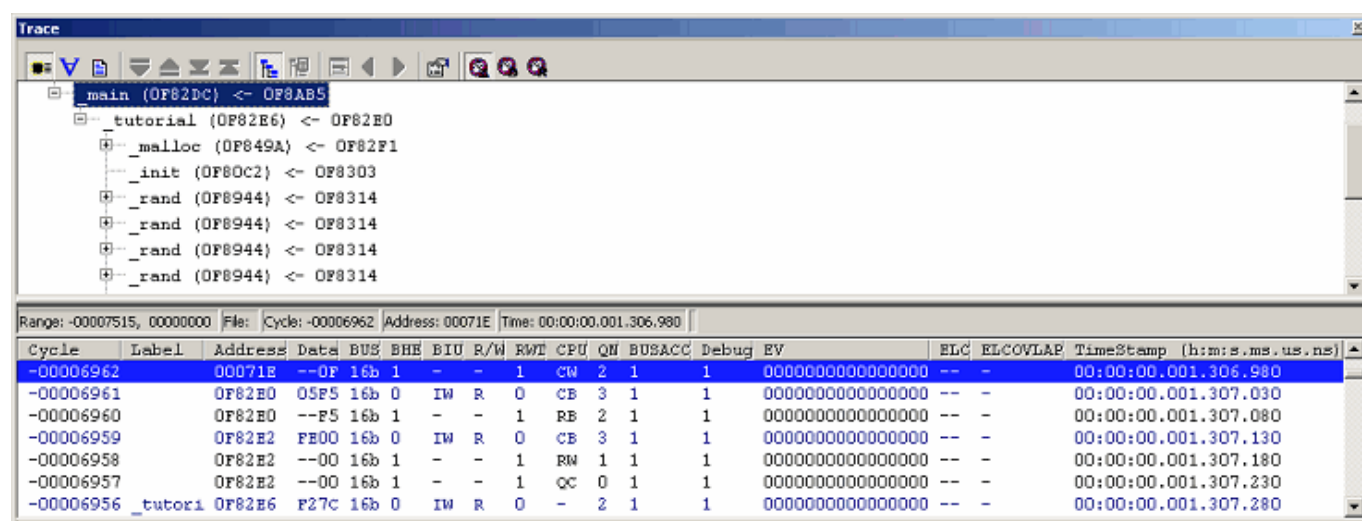 Trace
_main (0F82DC) <- 0F8AB5
_tutorial (0F82E6) <- 0F82E0
_malloc (0F849A) <- 0F82F1
_init (0F80C2) <- 0F8303
_rand (0F8944) <- 0F8314
_rand (0F8944) <- 0F8314
_rand (0F8944) <- 0F8314
_rand (0F8944) <- 0F8314
Range: -00007515, 00000000 File: Cycle: -00006962 Address: 00071E Time: 00:00:00.001.306.980
Cycle Label Address Data BUS BHE BIU R/W RWT CPU QN BUSACC Debug EV ELC ELCOVLAP TimeStamp (h:m:s.ms.us.ns)
-00006962 00071E --0F 16b 1 - - 1 CW 2 1 1 0000000000000000 -- - 00:00:00.001.306.980
-00006961 0F82E0 05F5 16b 0 IW R 0 CB 3 1 1 0000000000000000 -- - 00:00:00.001.307.030
-00006960 0F82E0 --F5 16b 1 - - 1 RB 2 1 1 0000000000000000 -- - 00:00:00.001.307.080
-00006959 0F82E2 FE00 16b 0 IW R 0 CB 3 1 1 0000000000000000 -- - 00:00:00.001.307.130
-00006958 0F82E2 --00 16b 1 - - 1 RW 1 1 1 0000000000000000 -- - 00:00:00.001.307.180
-00006957 0F82E2 --00 16b 1 - - 1 QC 0 1 1 0000000000000000 -- - 00:00:00.001.307.230
-00006956 _tutori 0F82E6 F27C 16b 0 IW R 0 - 2 1 1 0000000000000000 -- - 00:00:00.001.307.280